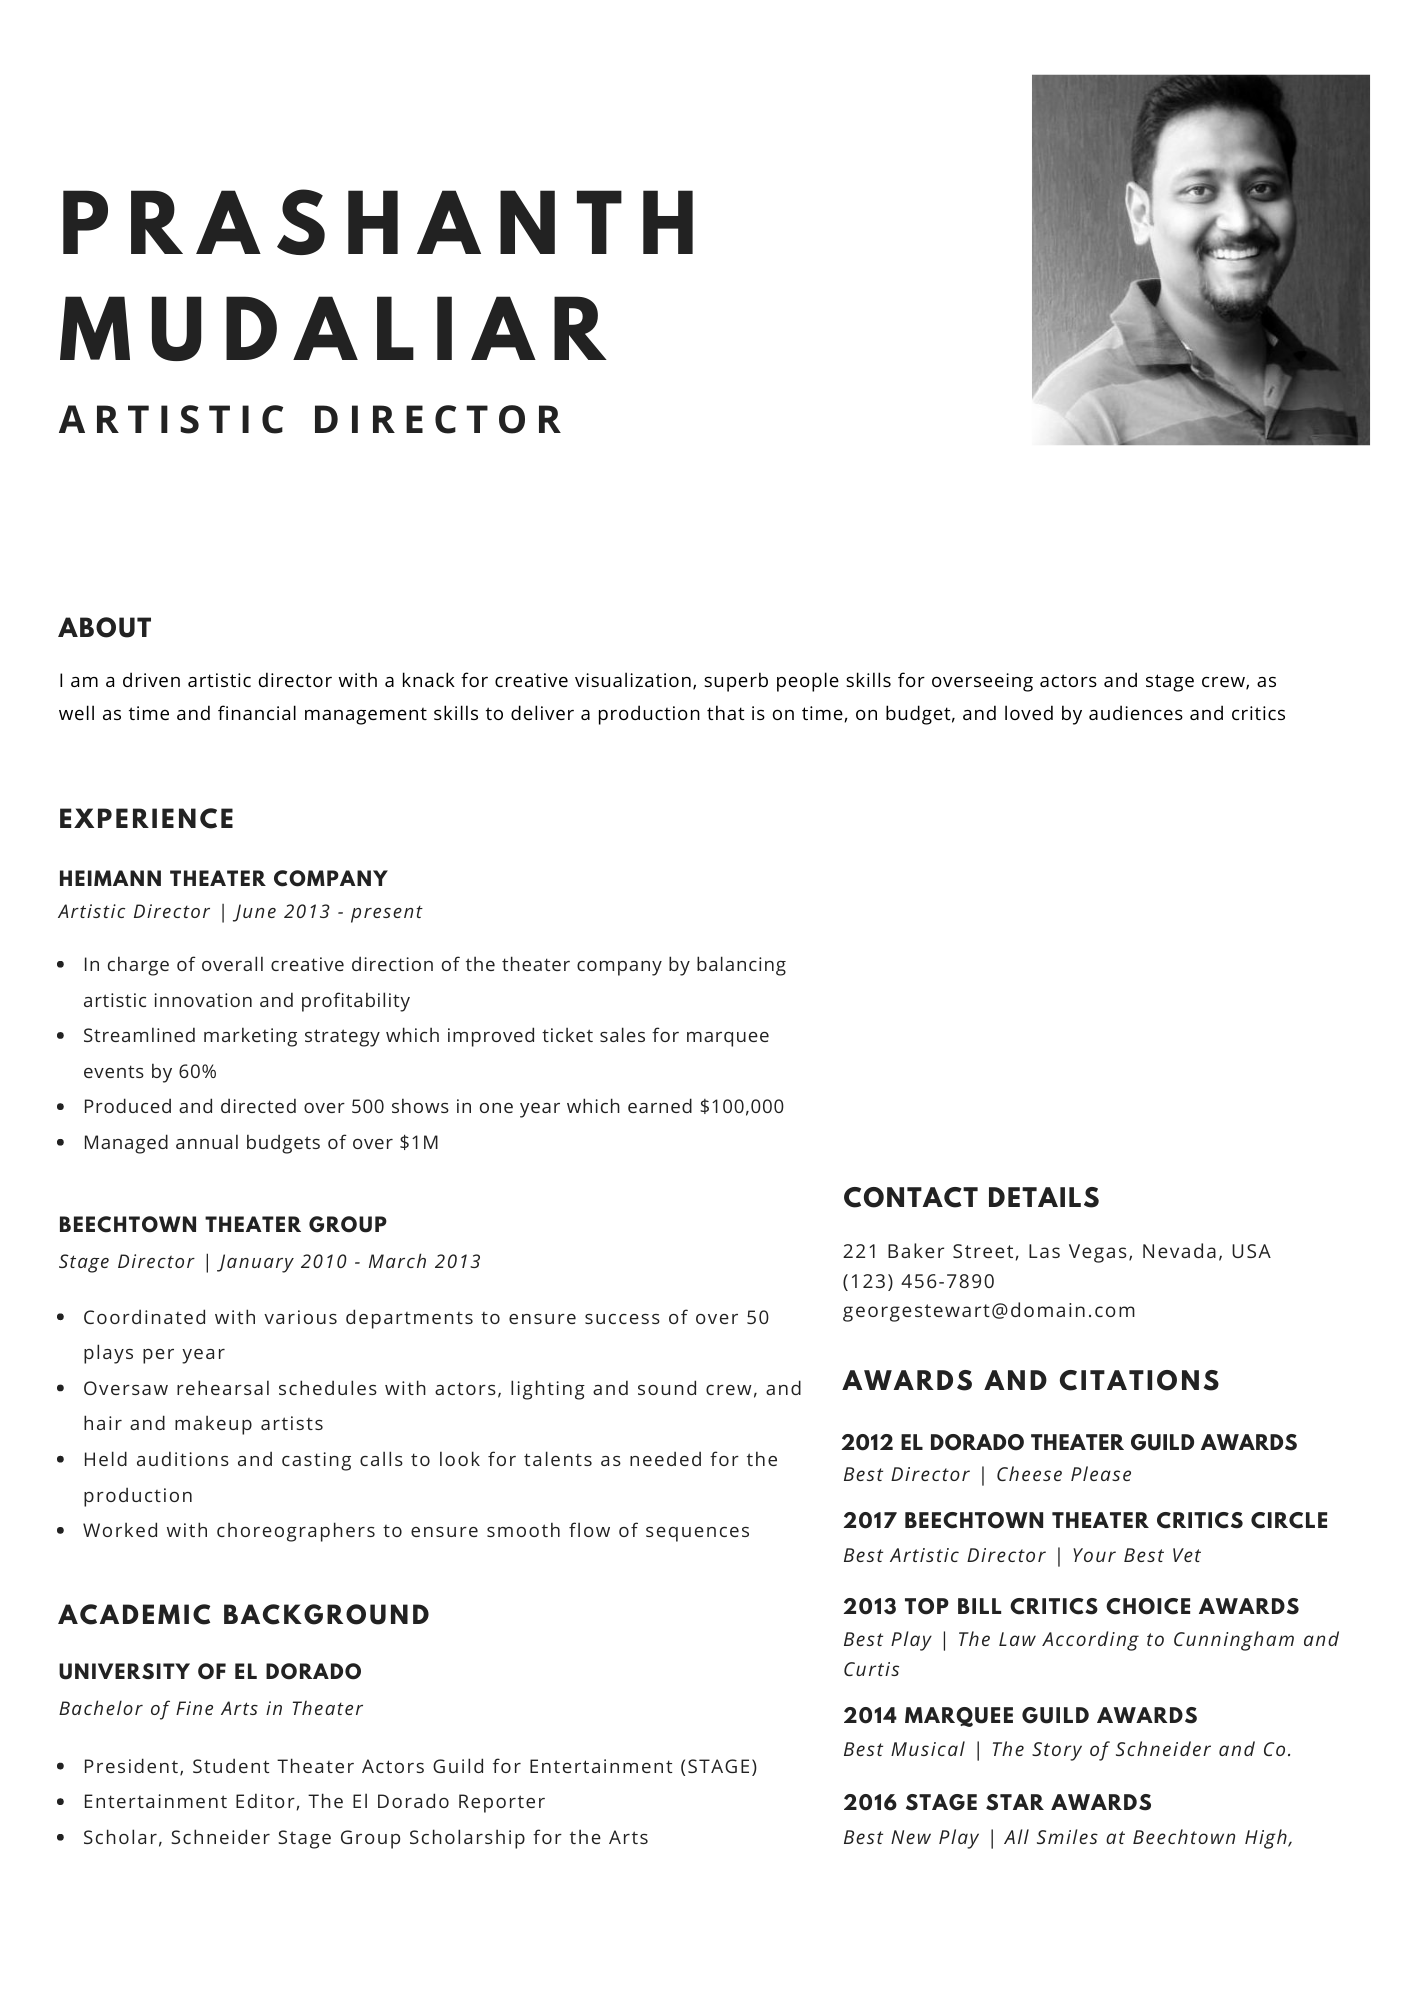 PRASHANTH
MUDALIAR
ARTISTIC DIRECTOR
ABOUT
I am a driven artistic director with a knack for creative visualization, superb people skills for overseeing actors and stage crew, as
well as time and financial management skills to deliver a production that is on time, on budget, and loved by audiences and critics
EXPERIENCE
HEIMANN THEATER COMPANY
Artistic Director | June 2013 - present
• In charge of overall creative direction of the theater company by balancing
artistic innovation and profitability
• Streamlined marketing strategy which improved ticket sales for marquee
events by 60%
• Produced and directed over 500 shows in one year which earned $100,000
• Managed annual budgets of over $1M
BEECHTOWN THEATER GROUP
Stage Director | January 2010 - March 2013
• Coordinated with various departments to ensure success of over 50
plays per year
• Oversaw rehearsal schedules with actors, lighting and sound crew, and
hair and makeup artists
• Held auditions and casting calls to look for talents as needed for the
production
• Worked with choreographers to ensure smooth flow of sequences
ACADEMIC BACKGROUND
UNIVERSITY OF EL DORADO
Bachelor of Fine Arts in Theater
• President, Student Theater Actors Guild for Entertainment (STAGE)
• Entertainment Editor, The El Dorado Reporter
• Scholar, Schneider Stage Group Scholarship for the Arts
CONTACT DETAILS
221 Baker Street, Las Vegas, Nevada, USA
(123) 456-7890
georgestewart@domain.com
AWARDS AND CITATIONS
2012 EL DORADO THEATER GUILD AWARDS
Best Director | Cheese Please
2017 BEECHTOWN THEATER CRITICS CIRCLE
Best Artistic Director | Your Best Vet
2013 TOP BILL CRITICS CHOICE AWARDS
Best Play | The Law According to Cunningham and
Curtis
2014 MARQUEE GUILD AWARDS
Best Musical | The Story of Schneider and Co.
2016 STAGE STAR AWARDS
Best New Play | All Smiles at Beechtown High,